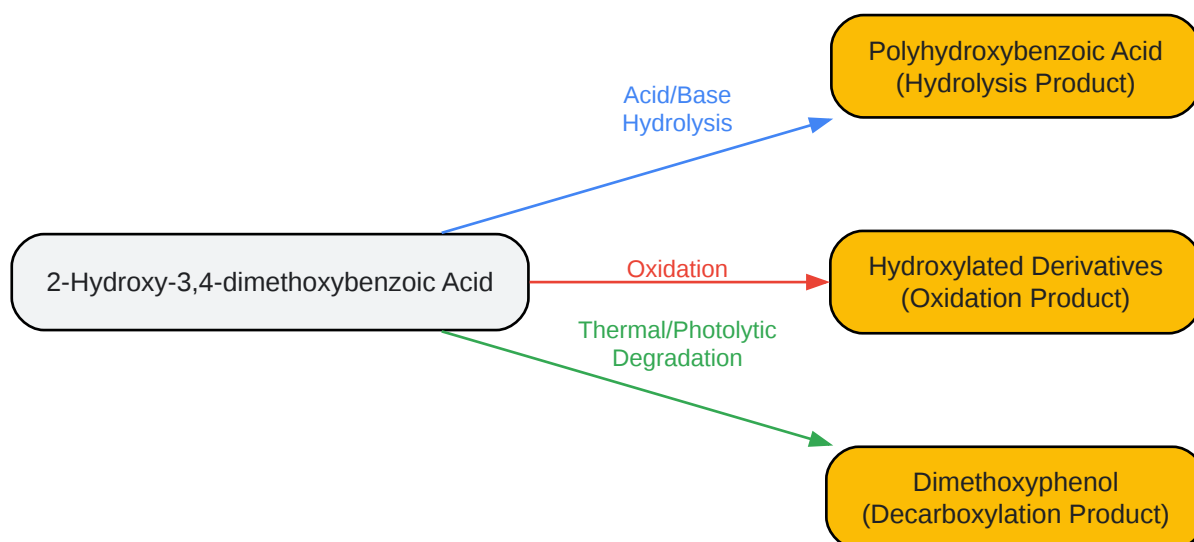 Polyhydroxybenzoic Acid
(Hydrolysis Product)
Acid/Base
Hydrolysis
2-Hydroxy-3,4-dimethoxybenzoic Acid
Oxidation
Hydroxylated Derivatives
(Oxidation Product)
Thermal/Photolytic
Degradation
Dimethoxyphenol
(Decarboxylation Product)